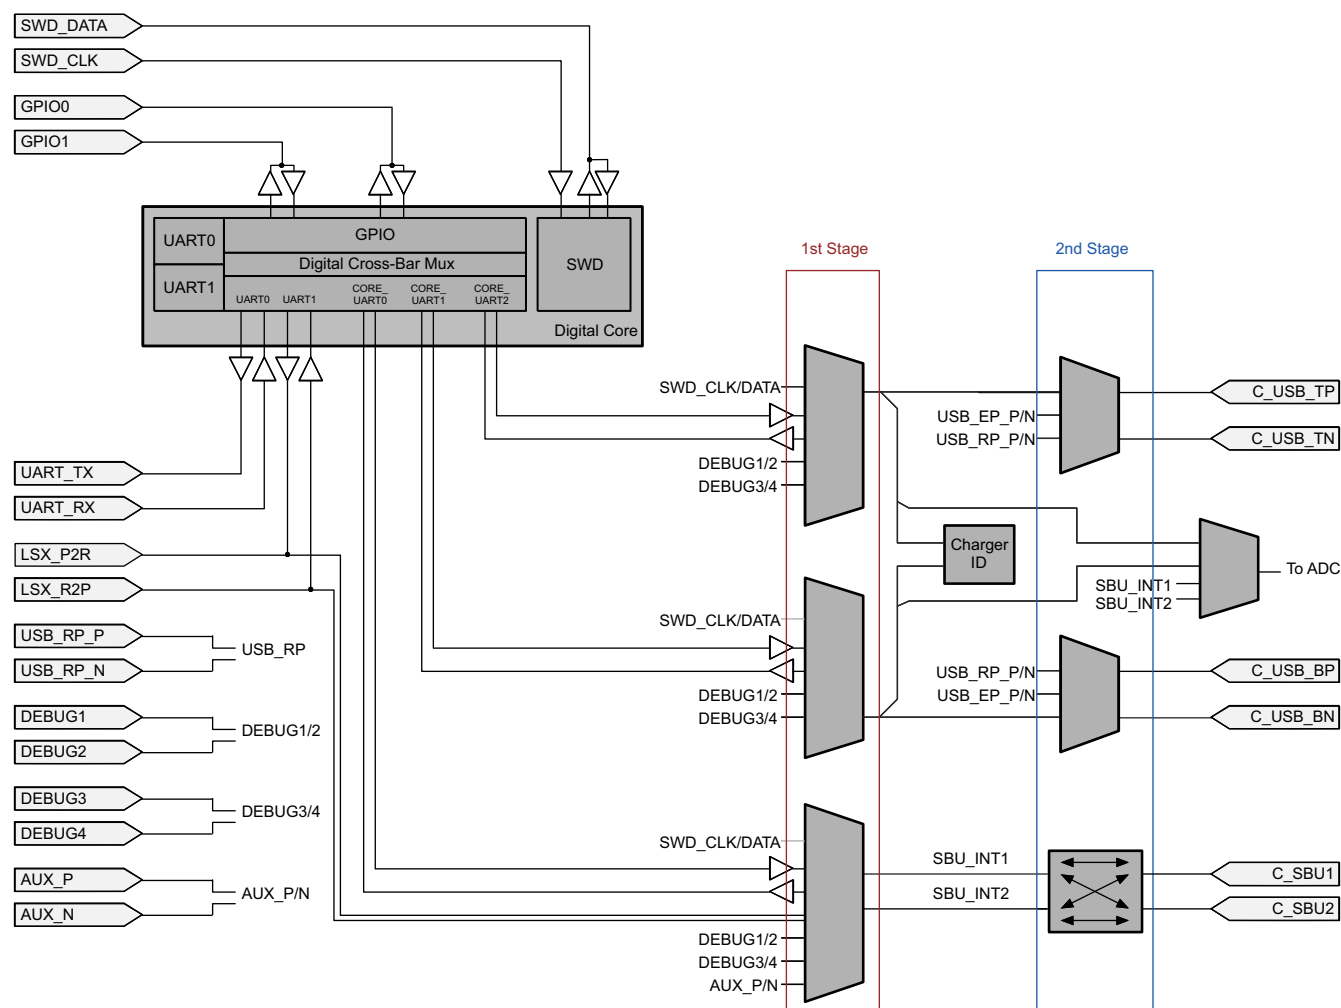 SWD_DATA
SWD_CLK
GPIO0
GPIO1
UART0
GPIO
Digital Cross-Bar Mux
SWD
UART1
UART0
UART1
CORE_
UART0
CORE_
UART1
CORE_
UART2
Digital Core
1st Stage
2nd Stage
SWD_CLK/DATA
DEBUG1/2
DEBUG3/4
USB_EP_P/N
USB_RP_P/N
C_USB_TP
C_USB_TN
UART_TX
UART_RX
LSX_P2R
LSX_R2P
Charger
ID
SBU_INT1
SBU_INT2
To ADC
USB_RP_P
USB_RP_N
USB_RP
SWD_CLK/DATA
DEBUG1/2
DEBUG3/4
USB_RP_P/N
USB_EP_P/N
C_USB_BP
C_USB_BN
DEBUG1
DEBUG2
DEBUG1/2
DEBUG3
DEBUG4
DEBUG3/4
AUX_P
AUX_N
AUX_P/N
SWD_CLK/DATA
DEBUG1/2
DEBUG3/4
AUX_P/N
SBU_INT1
SBU_INT2
C_SBU1
C_SBU2